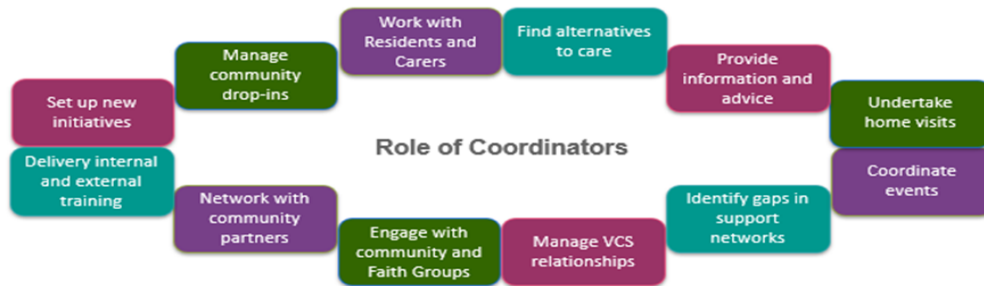 Work with
Residents and
Carers
Find alternatives
to care
Manage
community
drop-ins
Provide
information and
advice
Set up new
initiatives
Undertake
home visits
Role of Coordinators
Delivery internal
and external
training
Coordinate
events
Network with
community
partners
Identify gaps in
support
networks
Engage with
community and
Faith Groups
Manage VCS
relationships